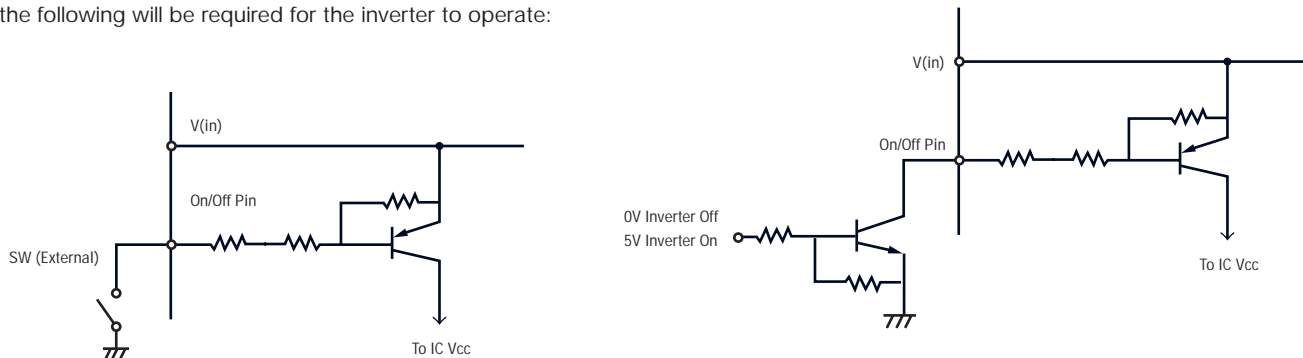 the following will be required for the inverter to operate:
V(in)
On/Off Pin
SW (External)
To IC Vcc
V(in)
On/Off Pin
0V Inverter Off
5V Inverter On
To IC Vcc